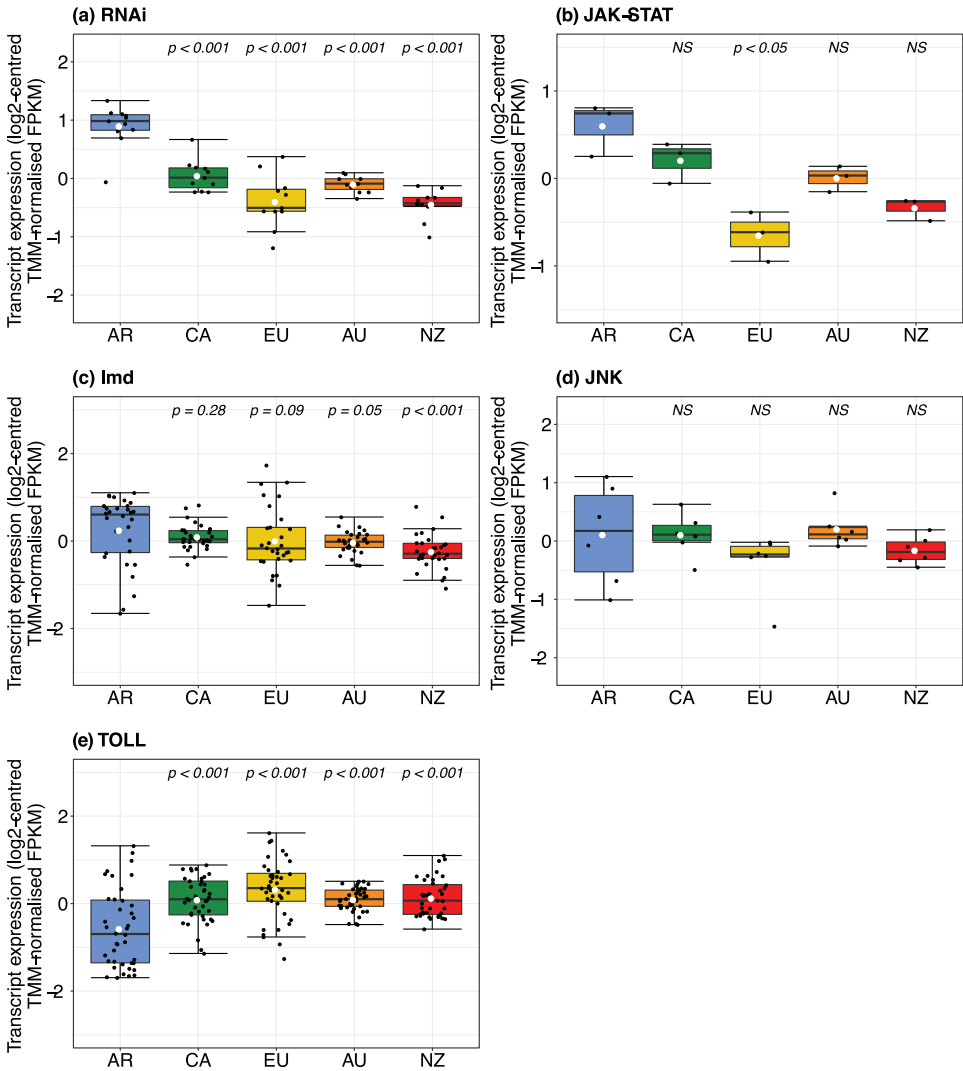 (a) RNAi
p < 0.001 p < 0.001 p < 0.001 p < 0.001
Transcript expression (log2−centred
TMM−normalised FPKM)
2
1
0
−1
−2
AR CA EU AU NZ
(b) JAK−STAT
NS p < 0.05 NS NS
Transcript expression (log2−centred
TMM−normalised FPKM)
1
0
−1
AR CA EU AU NZ
(c) Imd
p = 0.28 p = 0.09 p = 0.05 p < 0.001
Transcript expression (log2−centred
TMM−normalised FPKM)
2
0
−2
AR CA EU AU NZ
(d) JNK
NS NS NS NS
Transcript expression (log2−centred
TMM−normalised FPKM)
2
1
0
−1
−2
AR CA EU AU NZ
(e) TOLL
p < 0.001 p < 0.001 p < 0.001 p < 0.001
Transcript expression (log2−centred
TMM−normalised FPKM)
2
0
−2
AR CA EU AU NZ